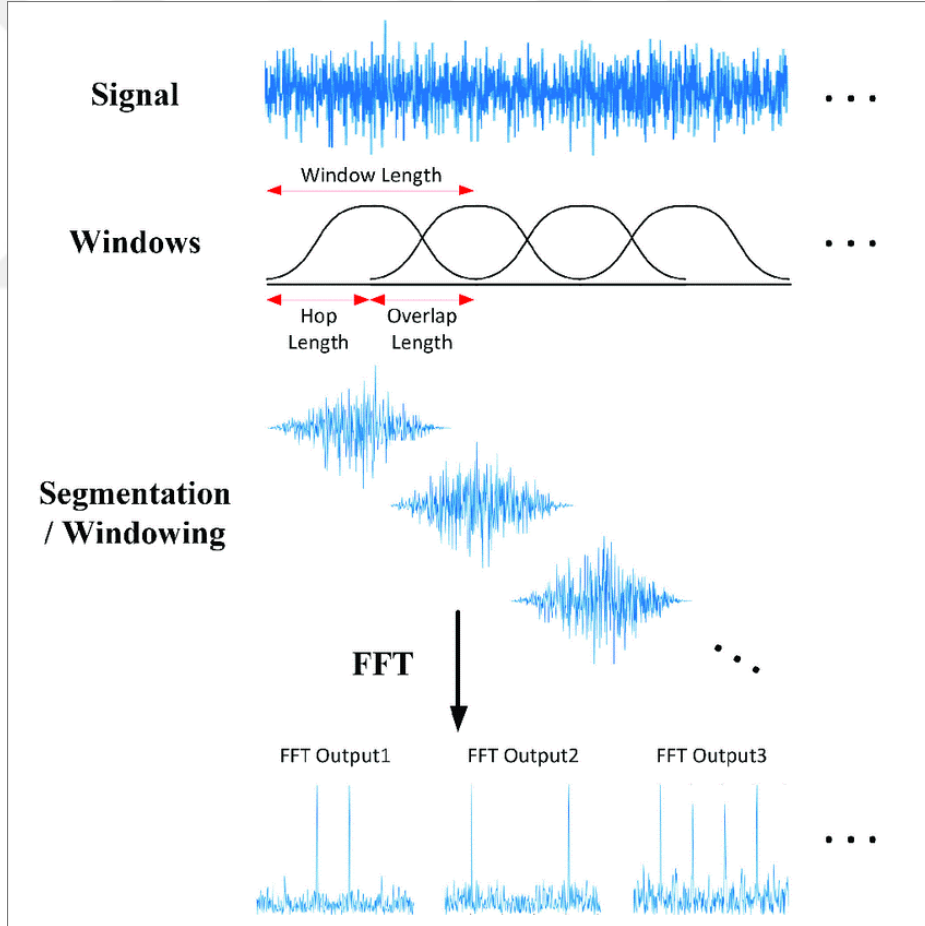 Signal
Window Length
Windows
Hop
Length
Overlap
Length
Segmentation
/ Windowing
FFT
FFT Output1
FFT Output2
FFT Output3